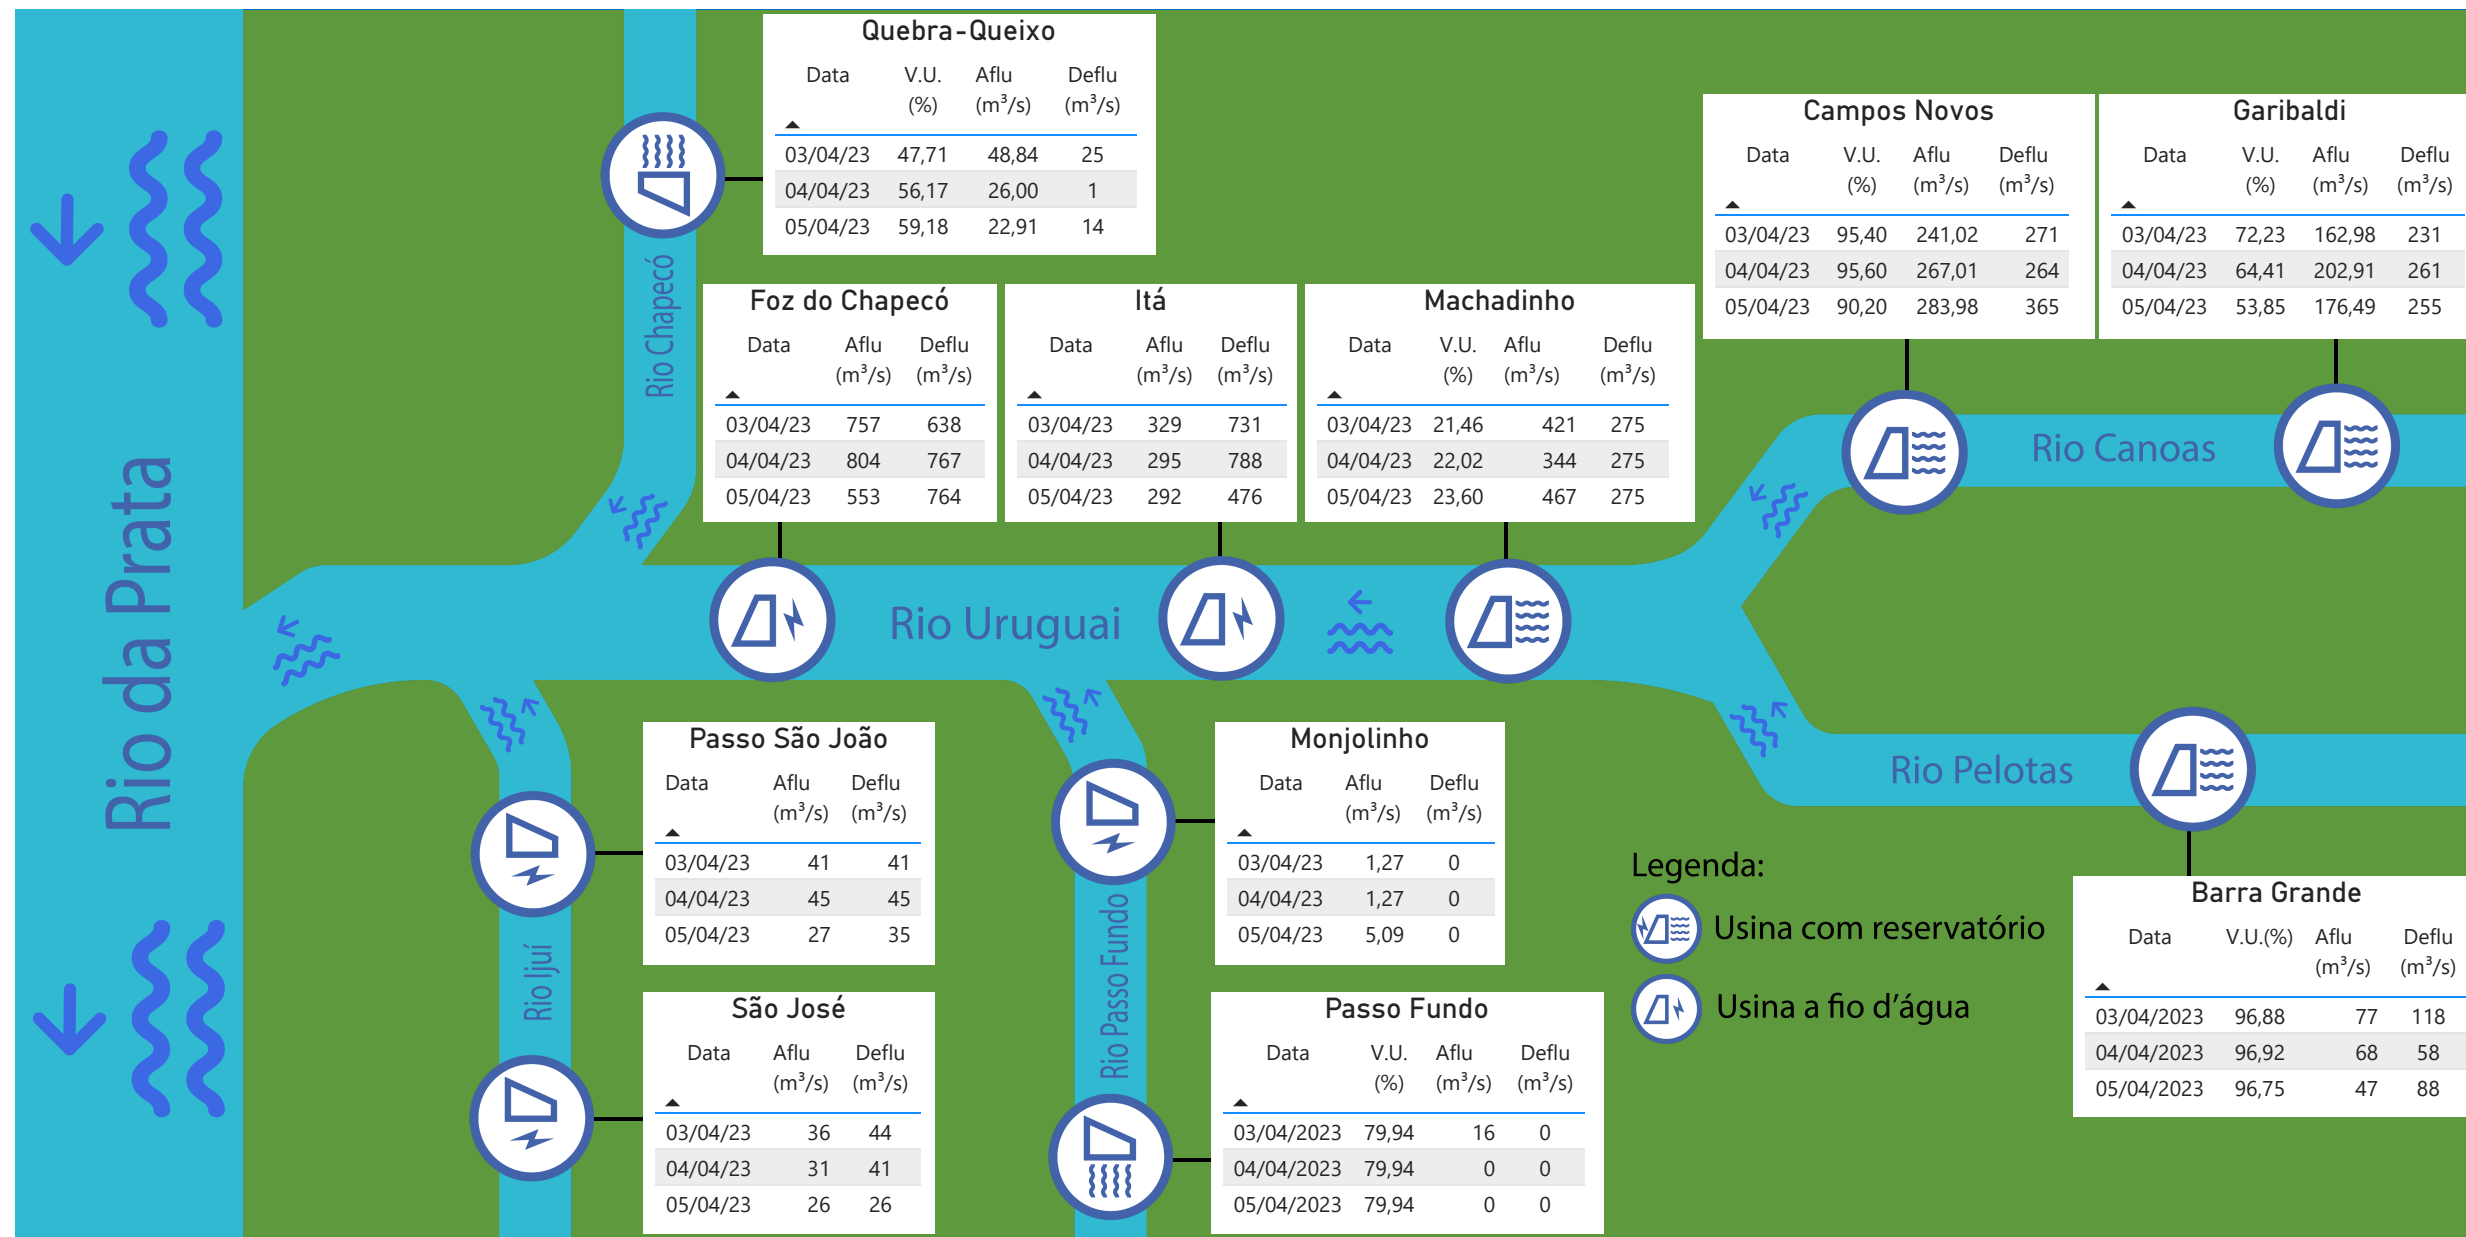 Quebra-Queixo
Data V.U. Aflu Deflu
(%) (m³/s) (m³/s)
03/04/23 47,71 48,84 25
04/04/23 56,17 26,00 1
05/04/23 59,18 22,91 14
Campos Novos
Data V.U. Aflu Deflu
(%) (m³/s) (m³/s)
03/04/23 95,40 241,02 271
04/04/23 95,60 267,01 264
05/04/23 90,20 283,98 365
Garibaldi
Data V.U. Aflu Deflu
(%) (m³/s) (m³/s)
03/04/23 72,23 162,98 231
04/04/23 64,41 202,91 261
05/04/23 53,85 176,49 255
Rio Chapecó
Foz do Chapecó
Data Aflu Deflu
(m³/s) (m³/s)
03/04/23 757 638
04/04/23 804 767
05/04/23 553 764
Itá
Data Aflu Deflu
(m³/s) (m³/s)
03/04/23 329 731
04/04/23 295 788
05/04/23 292 476
Machadinho
Data V.U. Aflu Deflu
(%) (m³/s) (m³/s)
03/04/23 21,46 421 275
04/04/23 22,02 344 275
05/04/23 23,60 467 275
Rio Canoas
Rio da Prata
Rio Uruguai
Rio Pelotas
Passo São João
Data Aflu Deflu
(m³/s) (m³/s)
03/04/23 41 41
04/04/23 45 45
05/04/23 27 35
Monjolinho
Data Aflu Deflu
(m³/s) (m³/s)
03/04/23 1,27 0
04/04/23 1,27 0
05/04/23 5,09 0
Legenda:
Usina com reservatório
Usina a fio d’água
Barra Grande
Data V.U.(%) Aflu Deflu
(m³/s) (m³/s)
03/04/2023 96,88 77 118
04/04/2023 96,92 68 58
05/04/2023 96,75 47 88
Rio Ijuí
Rio Passo Fundo
São José
Data Aflu Deflu
(m³/s) (m³/s)
03/04/23 36 44
04/04/23 31 41
05/04/23 26 26
Passo Fundo
Data V.U. Aflu Deflu
(%) (m³/s) (m³/s)
03/04/2023 79,94 16 0
04/04/2023 79,94 0 0
05/04/2023 79,94 0 0